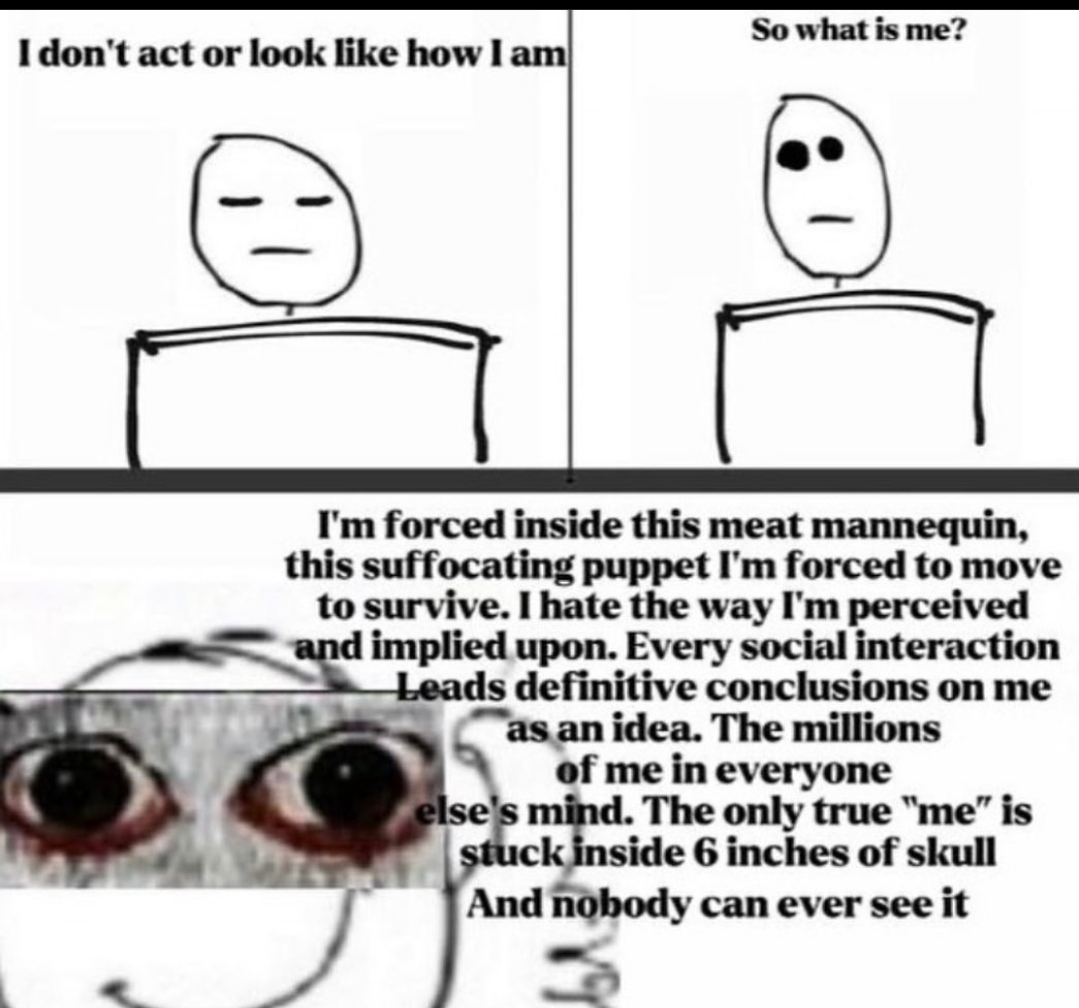 I don't act or look like how I am
So what is me?
I'm forced inside this meat mannequin,
this suffocating puppet I'm forced to move
to survive. I hate the way I'm perceived
and implied upon. Every social interaction
Leads definitive conclusions on me
as an idea. The millions
of me in everyone
else's mind. The only true "me" is
stuck inside 6 inches of skull
And nobody can ever see it